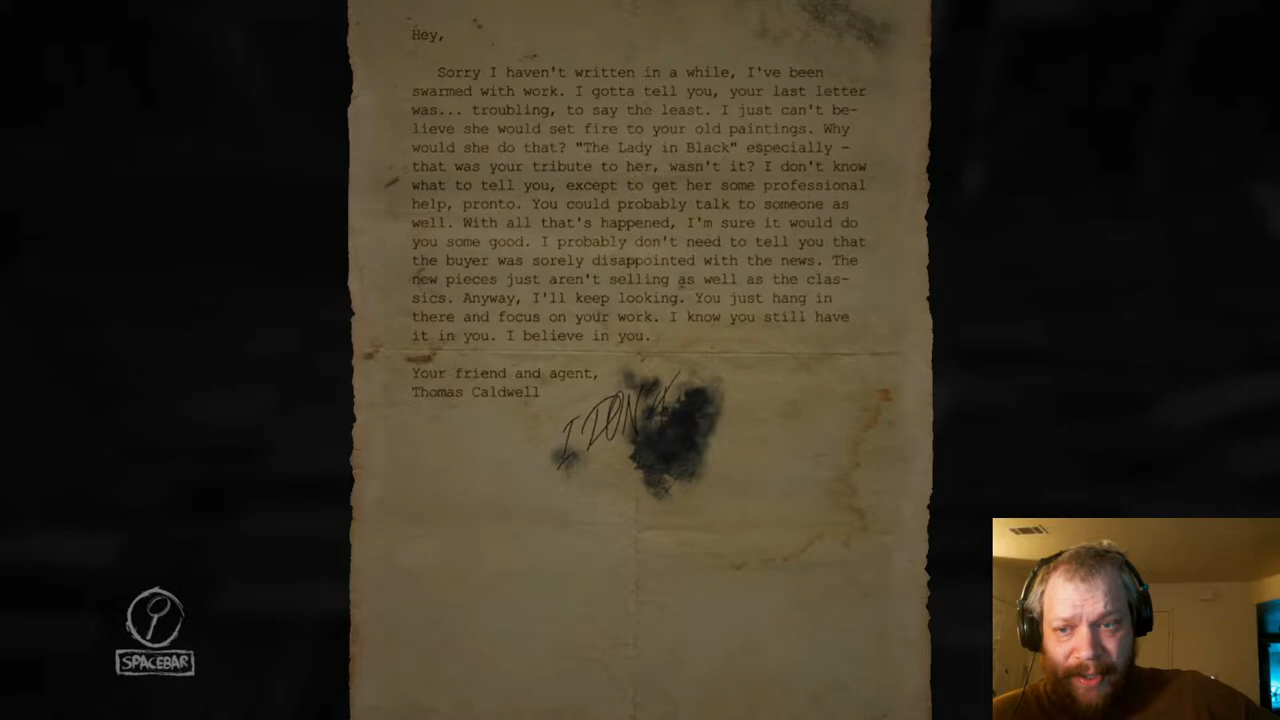 Hey,
Sorry I haven't written in a while, I've been
swarmed with work. I gotta tell you, your last letter
was... troubling, to say the least. I just can't be-
lieve she would set fire to your old paintings. Why
would she do that? "The Lady in Black" especially -
that was your tribute to her, wasn't it? I don't know
what to tell you, except to get her some professional
help, pronto. You could probably talk to someone as
well. With all that's happened, I'm sure it would do
you some good. I probably don't need to tell you that
the buyer was sorely disappointed with the news. The
new pieces just aren't selling as well as the clas-
sics. Anyway, I'll keep looking. You just hang in
there and focus on your work. I know you still have
it in you. I believe in you.
Your friend and agent,
Thomas Caldwell
I DON'T
SPACEBAR